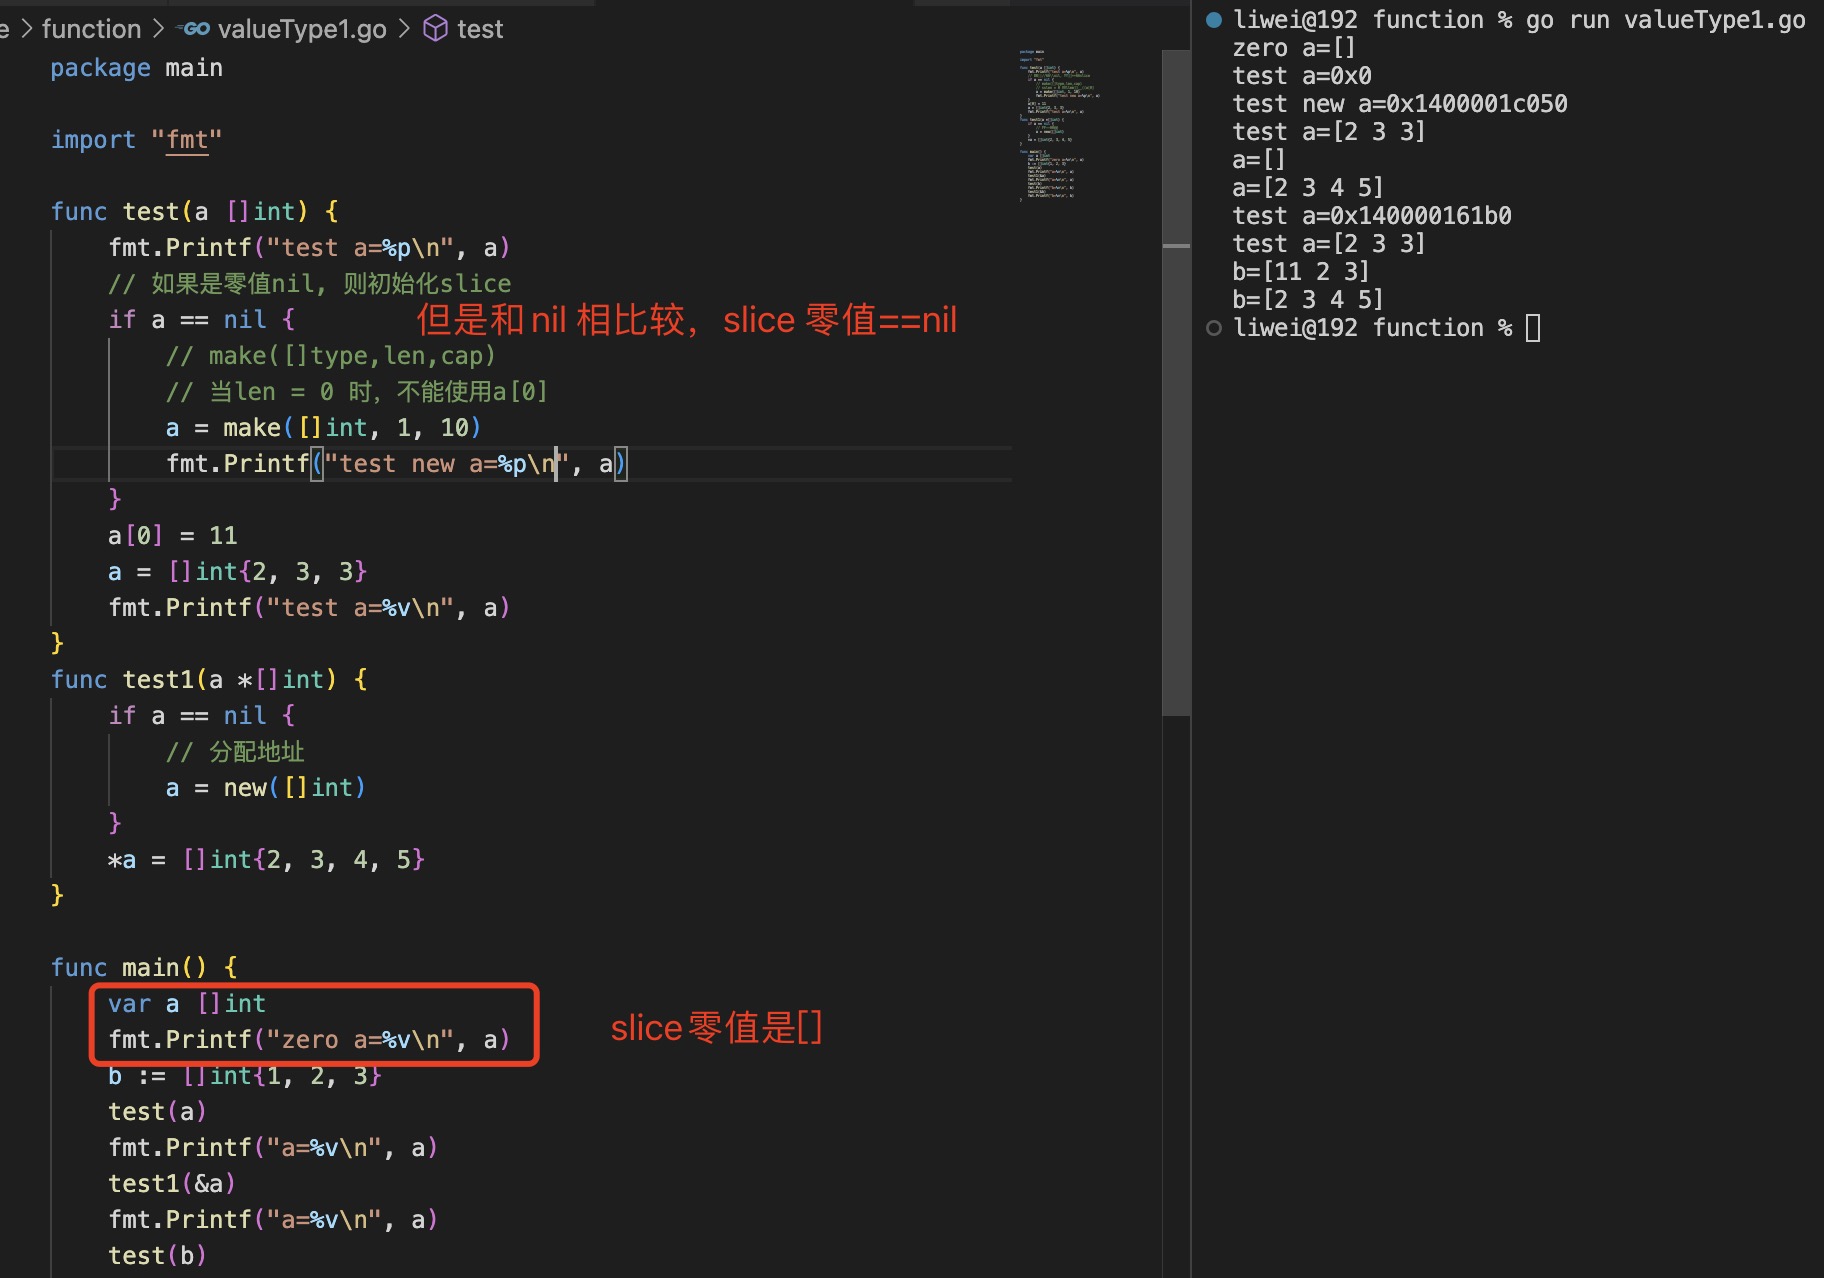 e > function > GO valueType1.go > test
package main
import "fmt"
func test(a []int) {
fmt.Printf("test a=%p\n", a)
// 如果是零值nil, 则初始化slice
if a == nil {
但是和nil 相比较，slice 零值==nil
// make([]type,len,cap)
// 当len = 0 时，不能使用a[0]
a = make([]int, 1, 10)
fmt.Printf("test new a=%p\n", a)
}
a[0] = 11
a = []int{2, 3, 3}
fmt.Printf("test a=%v\n", a)
}
func test1(a *[]int) {
if a == nil {
// 分配地址
a = new([]int)
}
*a = []int{2, 3, 4, 5}
}
func main() {
var a []int
fmt.Printf("zero a=%v\n", a)
slice零值是[]
b := []int{1, 2, 3}
test(a)
fmt.Printf("a=%v\n", a)
test1(&a)
fmt.Printf("a=%v\n", a)
test(b)
liwei@192 function % go run valueType1.go
zero a=[]
test a=0x0
test new a=0x1400001c050
test a=[2 3 3]
a=[]
a=[2 3 4 5]
test a=0x140000161b0
test a=[2 3 3]
b=[11 2 3]
b=[2 3 4 5]
liwei@192 function %